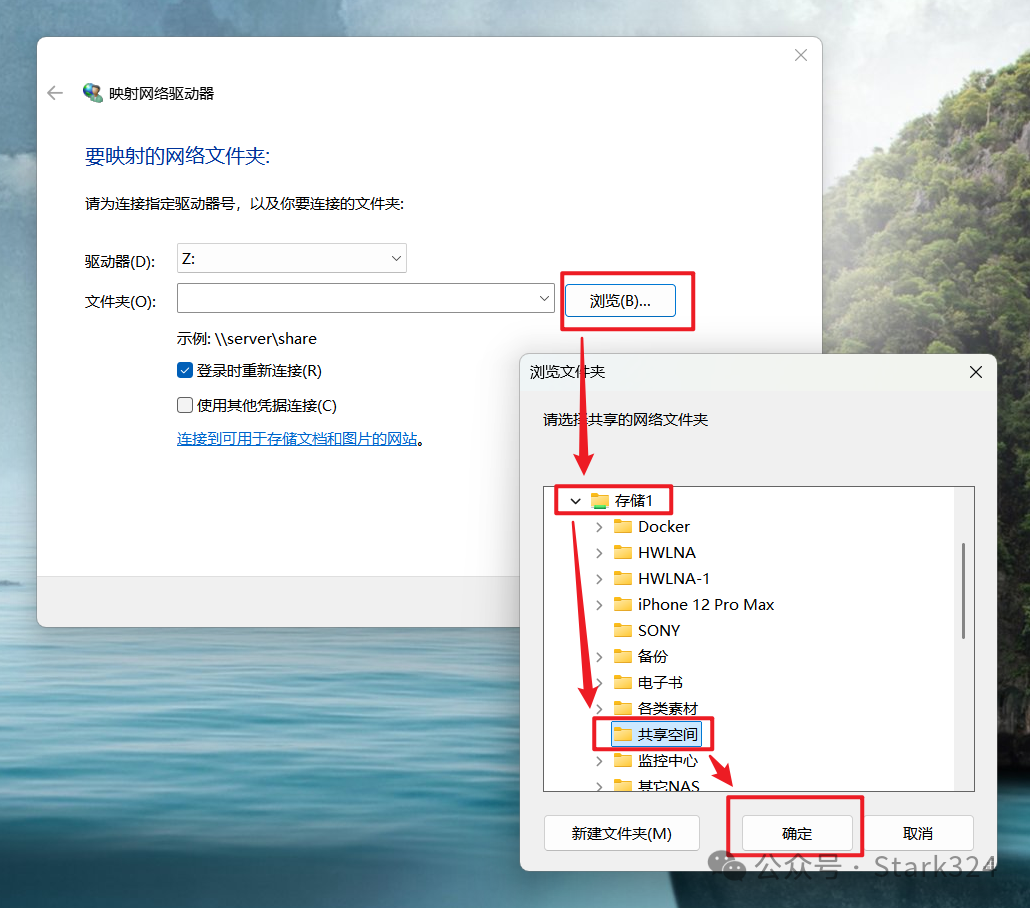 映射网络驱动器
要映射的网络文件夹:
请为连接指定驱动器号，以及你要连接的文件夹:
驱动器(D):
Z:
文件夹(O):
浏览(B)...
示例: \\server\share
登录时重新连接(R)
使用其他凭据连接(C)
连接到可用于存储文档和图片的网站。
浏览文件夹
请选择共享的网络文件夹
存储1
Docker
HWLNA
HWLNA-1
iPhone 12 Pro Max
SONY
备份
电子书
各类素材
共享空间
监控中心
其它NAS
新建文件夹(M)
确定
取消
公众号 · Stark324